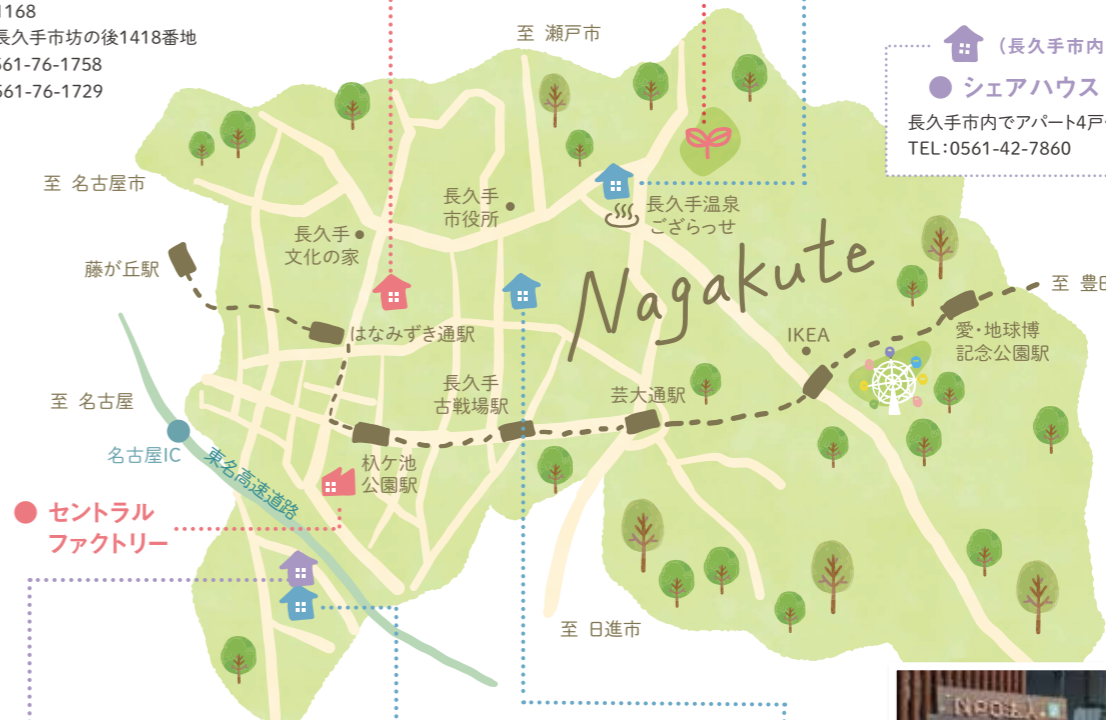 1168
長久手市坊の後1418番地
561-76-1758
561-76-1729
至 瀬戸市
(長久手市内
シェアハウス
長久手市内でアパート4戸
TEL:0561-42-7860
至 名古屋市
長久手
市役所
長久手温泉
ござらっせ
長久手
文化の家
藤が丘駅
Nagakute
至 豊田
はなみずき通駅
IKEA
愛・地球博
記念公園駅
長久手
古戦場駅
芸大通駅
至 名古屋
名古屋IC
東名高速道路
杁ケ池
公園駅
セントラル
ファクトリー
至 日進市